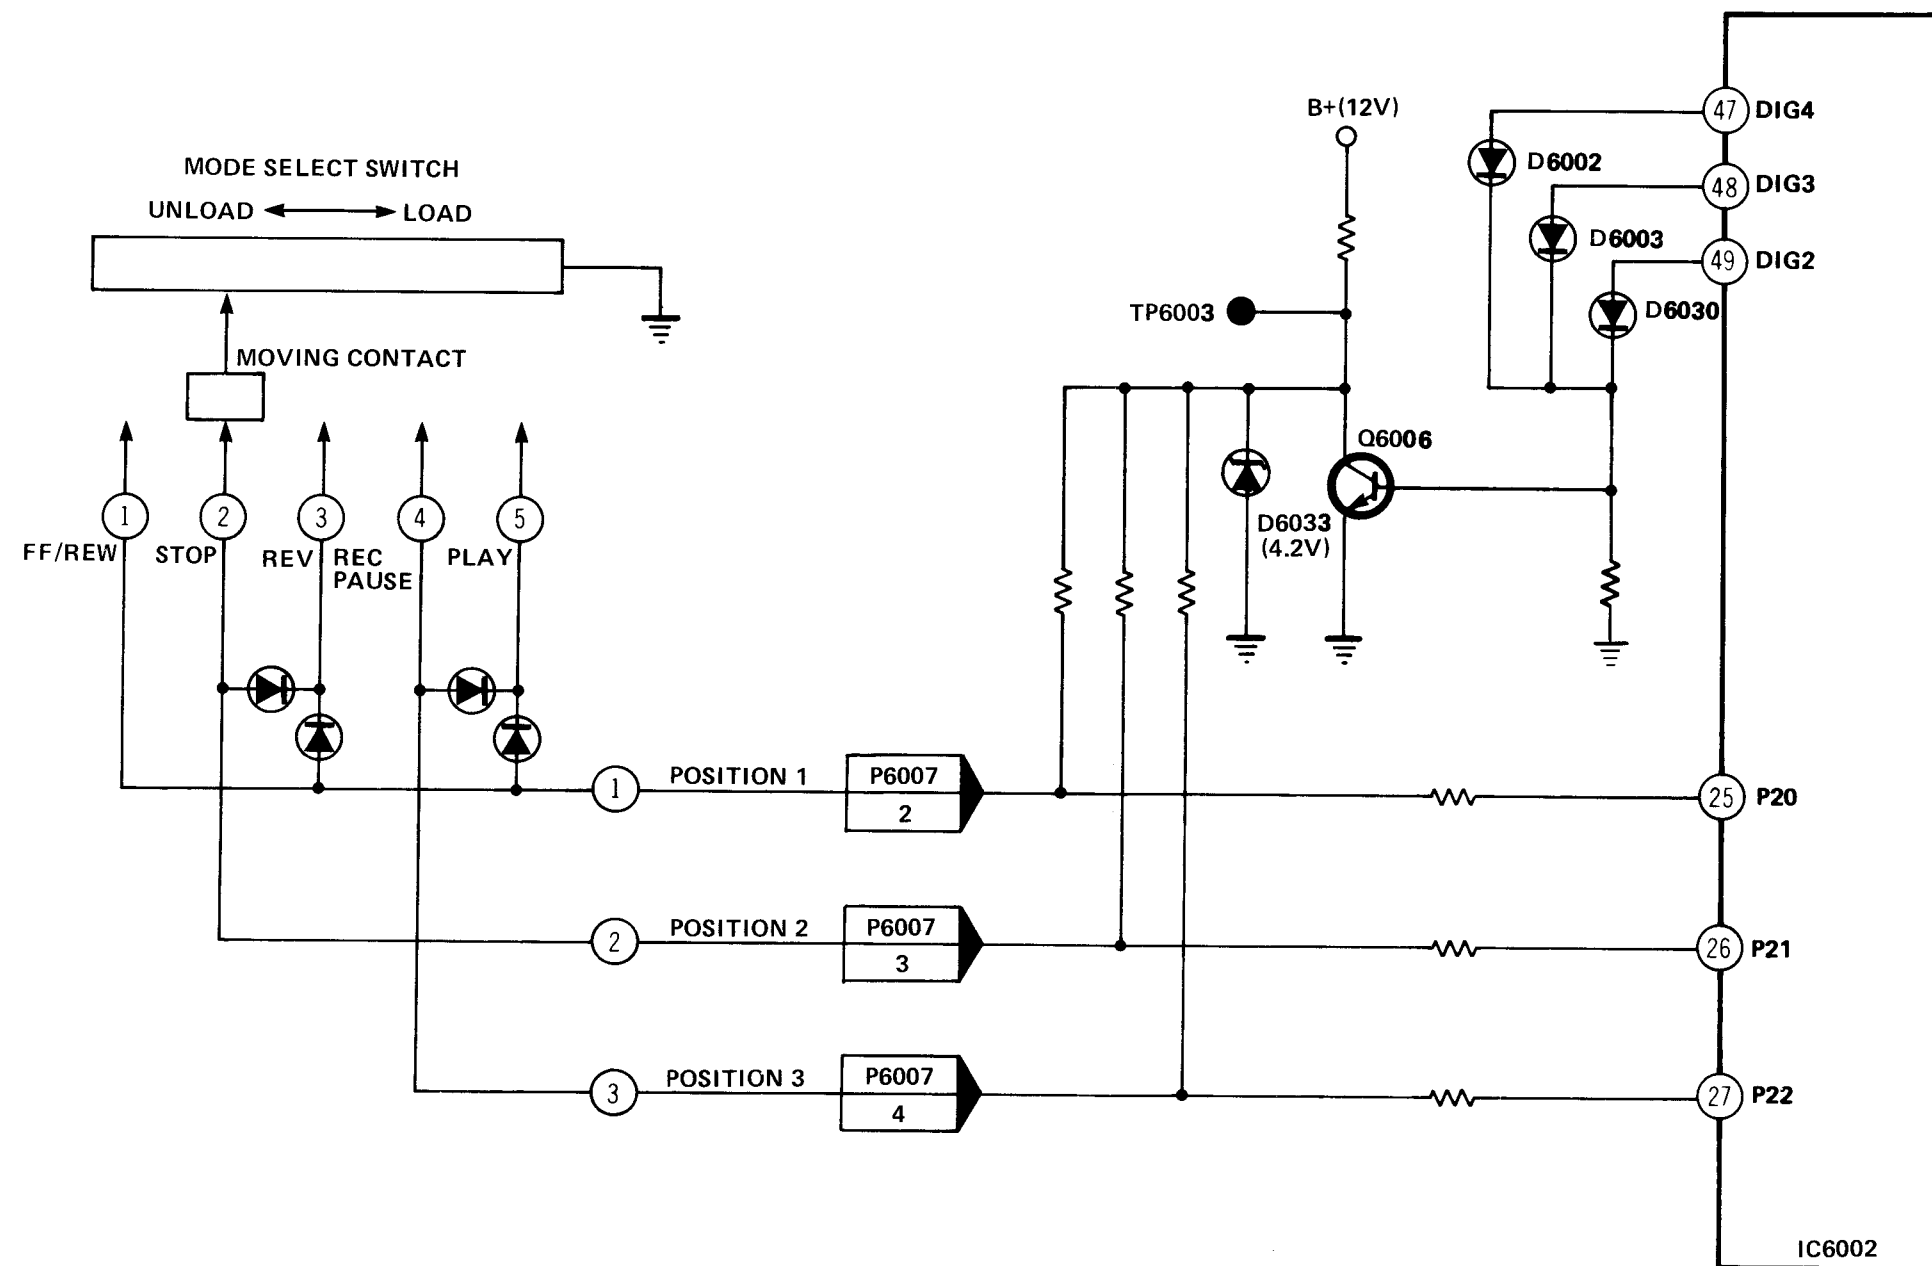 MODE SELECT SWITCH
UNLOAD LOAD
MOVING CONTACT
1
2
3
4
5
FF/REW
STOP
REV
REC
PAUSE
PLAY
B+(12V)
TP6003
D6033
(4.2V)
Q6006
D6002
D6003
D6030
47 DIG4
48 DIG3
49 DIG2
1 POSITION 1
P6007
2
25 P20
2 POSITION 2
P6007
3
26 P21
3 POSITION 3
P6007
4
27 P22
IC6002